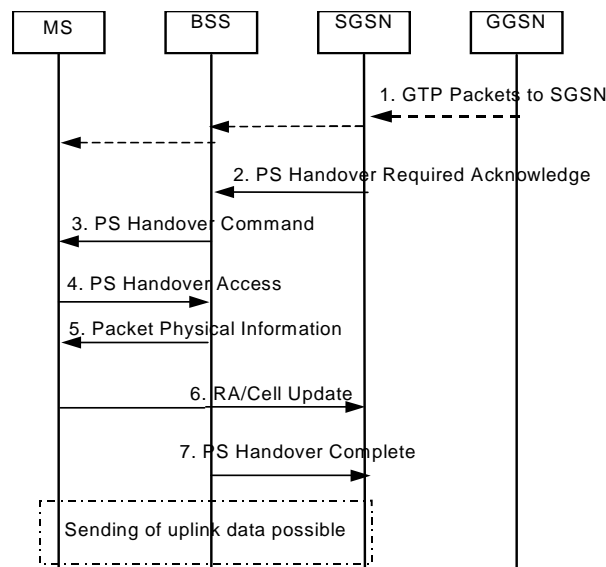 MS BSS SGSN GGSN
1. GTP Packets to SGSN
2. PS Handover Required Acknowledge
3. PS Handover Command
4. PS Handover Access
5. Packet Physical Information
6. RA/Cell Update
7. PS Handover Complete
Sending of uplink data possible